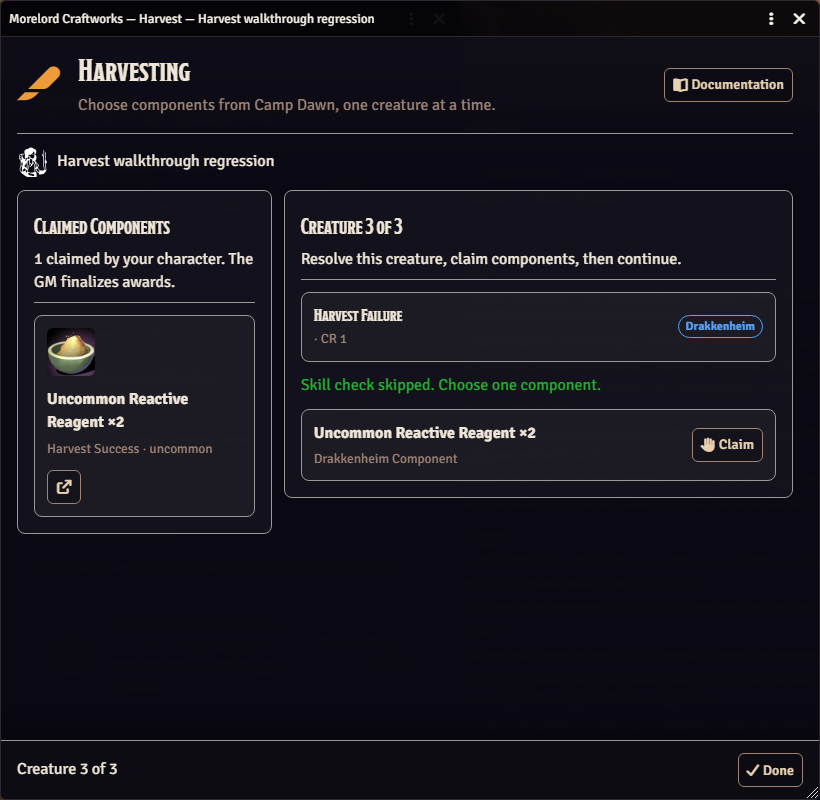 Morelord Craftworks — Harvest — Harvest walkthrough regression
Harvesting
Choose components from Camp Dawn, one creature at a time.
Documentation
Harvest walkthrough regression
Claimed Components
1 claimed by your character. The
GM finalizes awards.
Uncommon Reactive
Reagent ×2
Harvest Success · uncommon
Creature 3 of 3
Resolve this creature, claim components, then continue.
Harvest Failure
· CR 1
Drakkenheim
Skill check skipped. Choose one component.
Uncommon Reactive Reagent ×2
Drakkenheim Component
Claim
Creature 3 of 3
Done